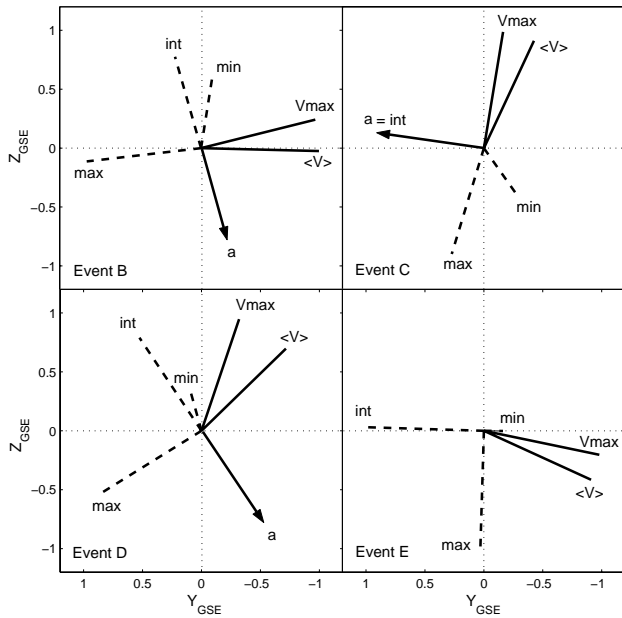 1
0.5
0
−0.5
−1
Z_GSE
int
min
Vmax
<V>
max
a
Event B
Vmax
<V>
a = int
min
max
Event C
1
0.5
0
−0.5
−1
Z_GSE
int
Vmax
<V>
min
max
a
Event D
int
min
Vmax
<V>
max
Event E
1 0.5 0 −0.5 −1
Y_GSE
1 0.5 0 −0.5 −1
Y_GSE